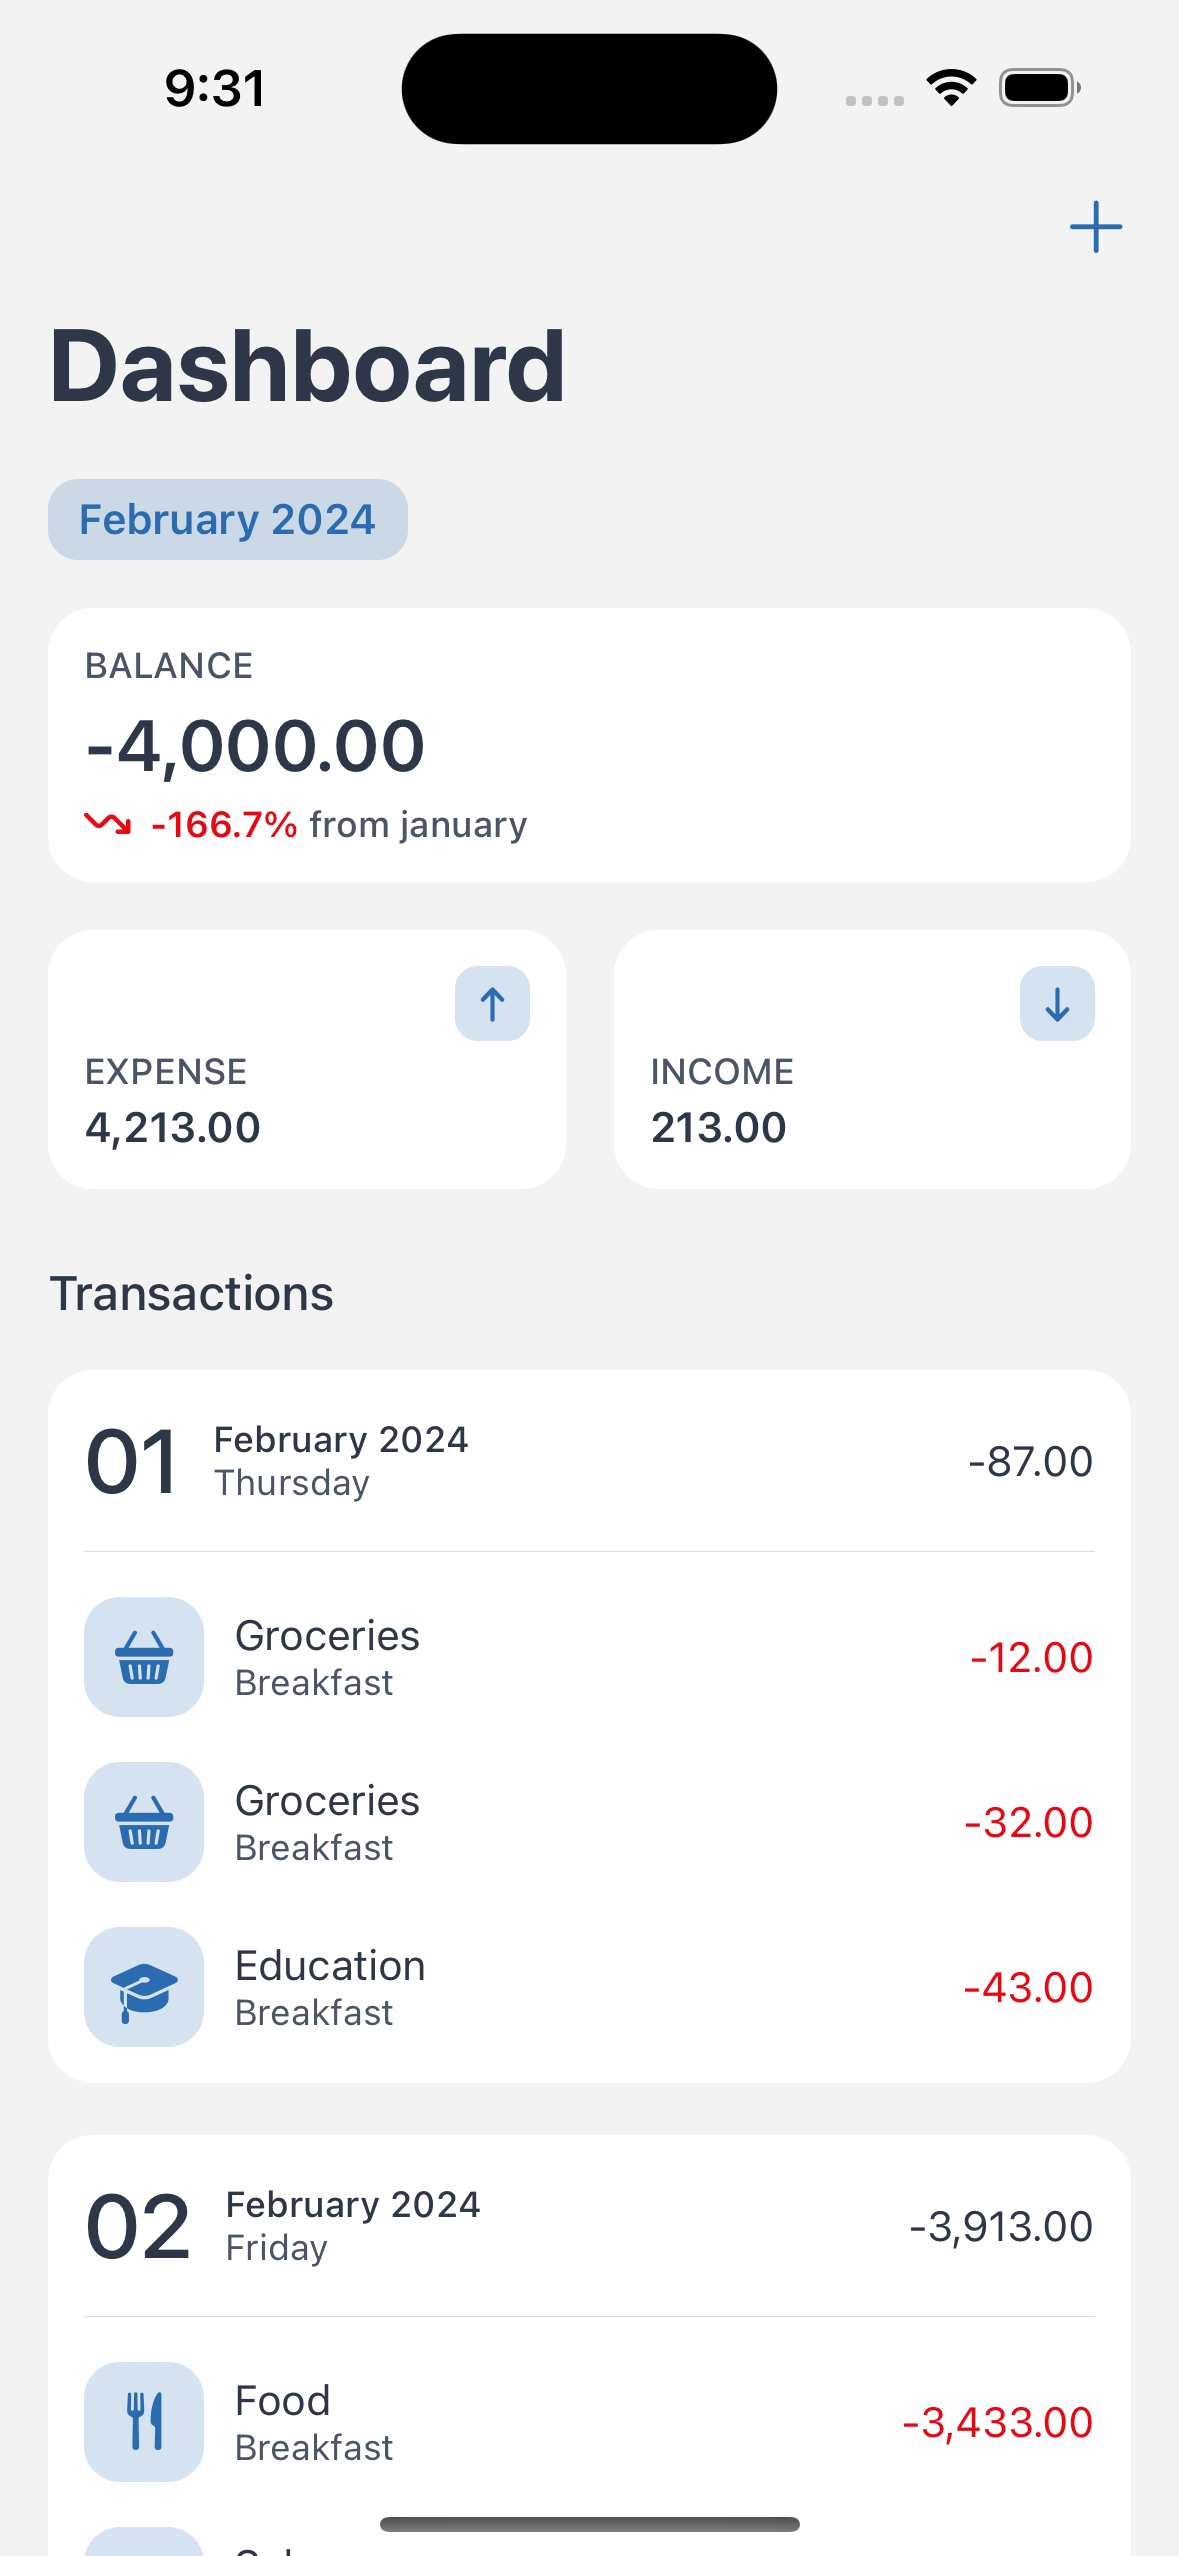 9:31
Dashboard
February 2024
BALANCE
-4,000.00
-166.7% from january
EXPENSE
4,213.00
INCOME
213.00
Transactions
01
February 2024
Thursday
-87.00
Groceries
Breakfast
-12.00
Groceries
Breakfast
-32.00
Education
Breakfast
-43.00
02
February 2024
Friday
-3,913.00
Food
Breakfast
-3,433.00